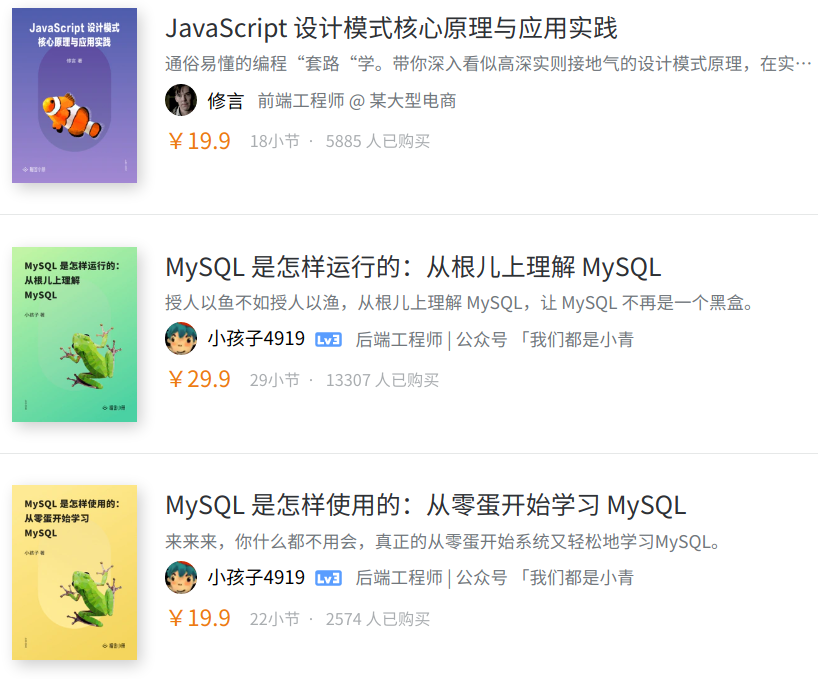 JavaScript 设计模式
核心原理与应用实践
修言 著
掘金小册
JavaScript 设计模式核心原理与应用实践
通俗易懂的编程“套路“学。带你深入看似高深实则接地气的设计模式原理，在实…
修言 前端工程师 @ 某大型电商
￥19.9 18小节 · 5885 人已购买
MySQL 是怎样运行的：
从根儿上理解
MySQL
小孩子 著
掘金小册
MySQL 是怎样运行的：从根儿上理解 MySQL
授人以鱼不如授人以渔，从根儿上理解 MySQL，让 MySQL 不再是一个黑盒。
小孩子4919 Lv3 后端工程师 | 公众号 「我们都是小青
￥29.9 29小节 · 13307 人已购买
MySQL 是怎样使用的：
从零蛋开始学习
MySQL
小孩子 著
掘金小册
MySQL 是怎样使用的：从零蛋开始学习 MySQL
来来来，你什么都不用会，真正的从零蛋开始系统又轻松地学习MySQL。
小孩子4919 Lv3 后端工程师 | 公众号 「我们都是小青
￥19.9 22小节 · 2574 人已购买